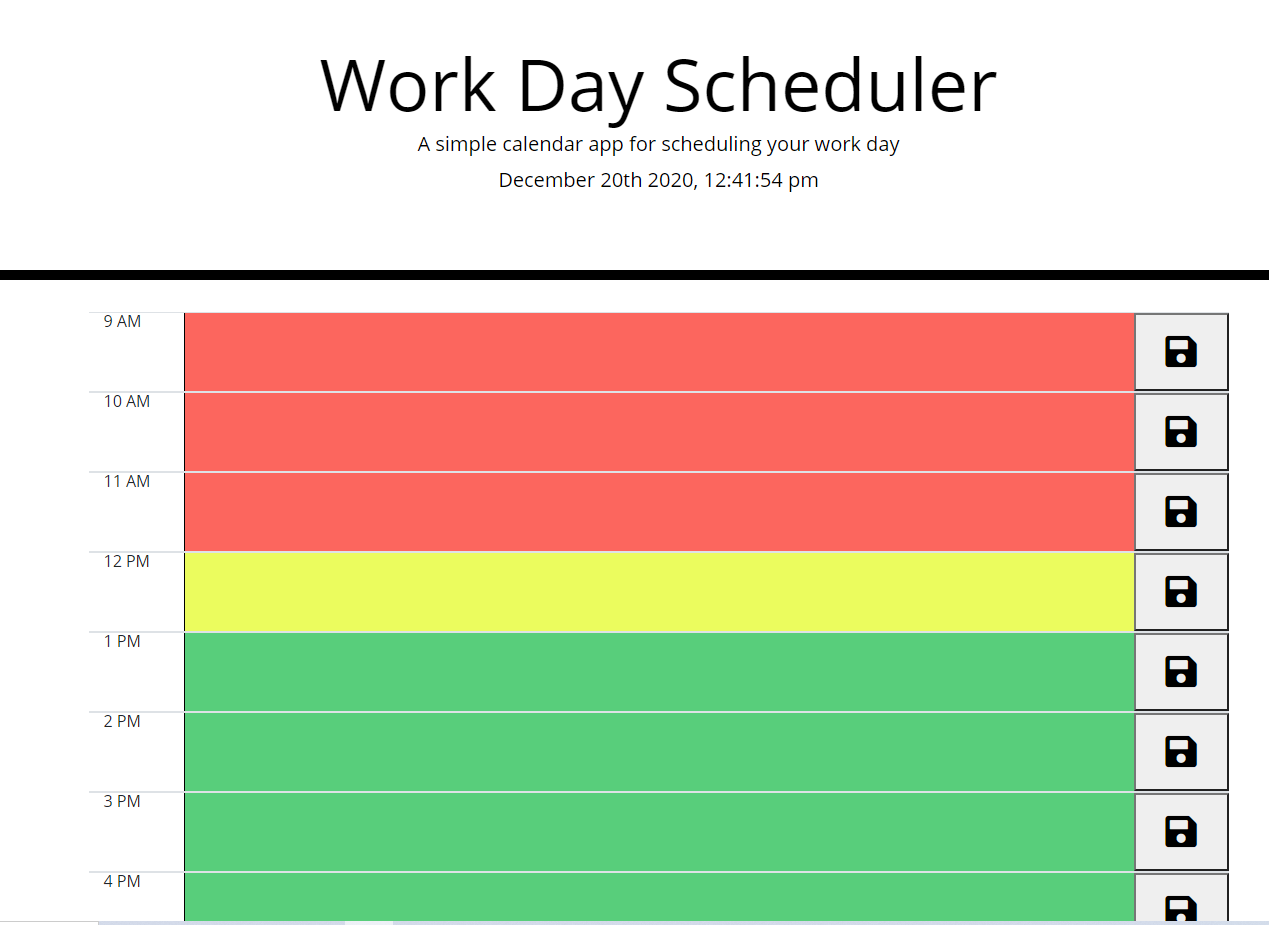 Work Day Scheduler
A simple calendar app for scheduling your work day
December 20th 2020, 12:41:54 pm
9 AM
10 AM
11 AM
12 PM
1 PM
2 PM
3 PM
4 PM